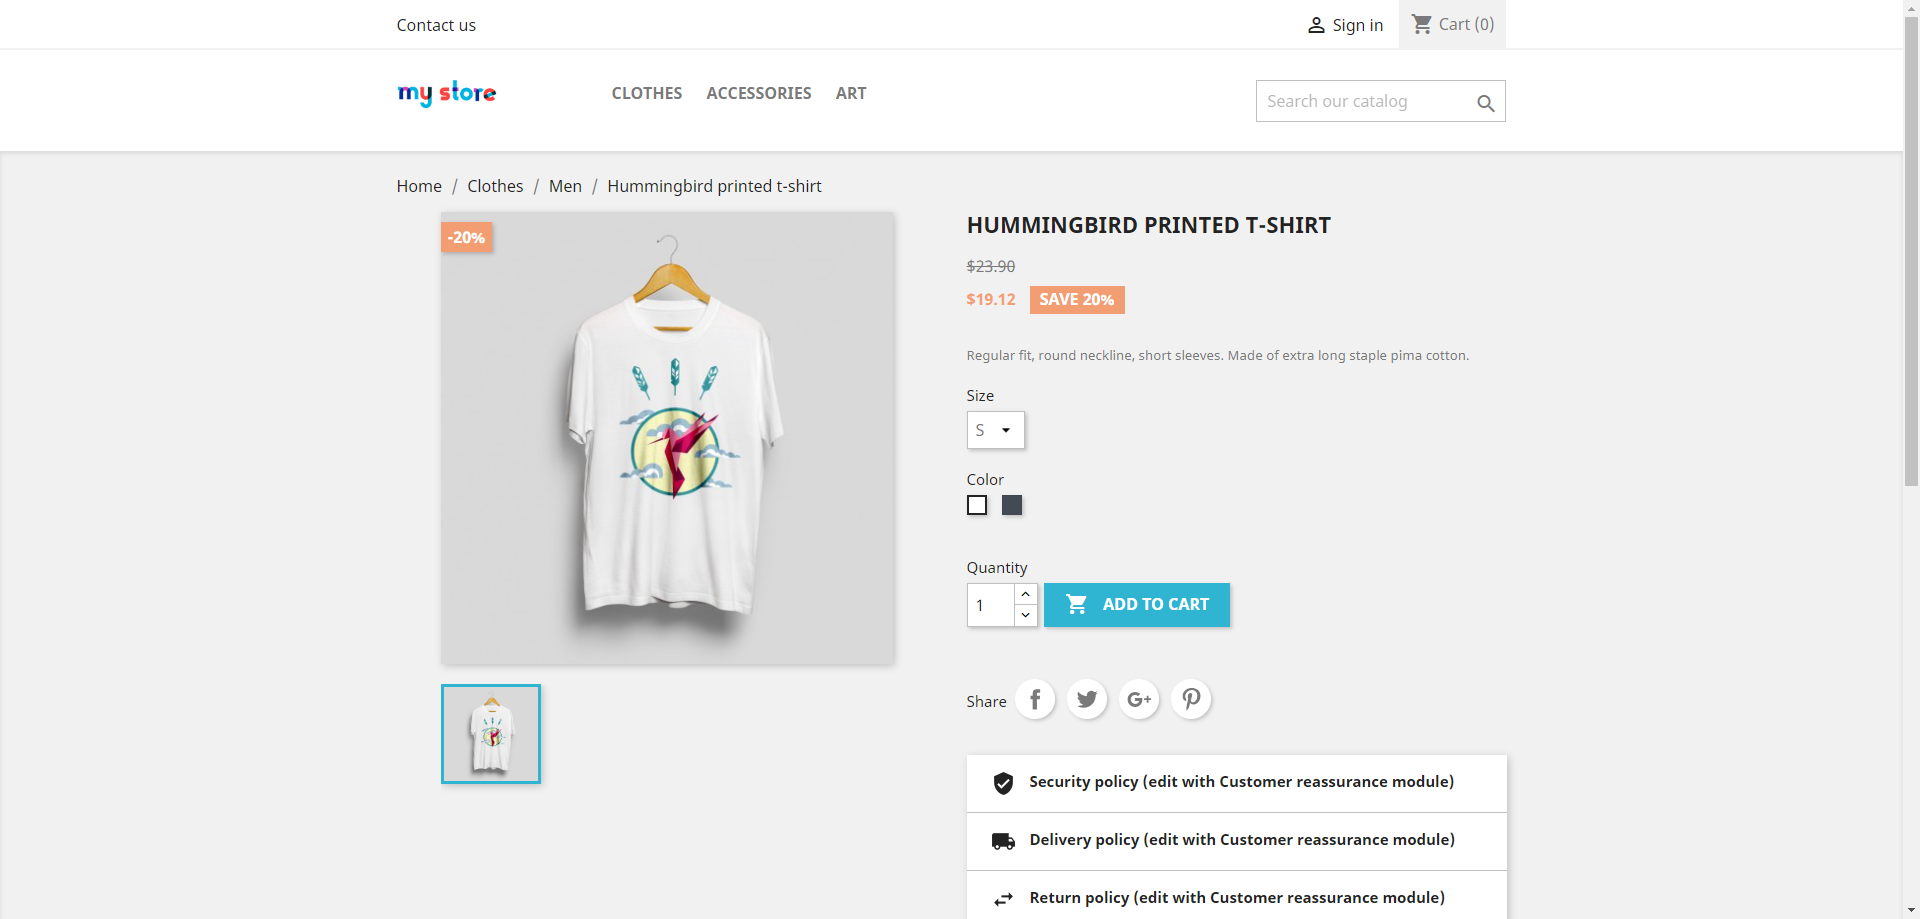 Contact us
Sign in
Cart (0)
my store
CLOTHES
ACCESSORIES
ART
Search our catalog
Home / Clothes / Men / Hummingbird printed t-shirt
-20%
HUMMINGBIRD PRINTED T-SHIRT
$23.90
$19.12
SAVE 20%
Regular fit, round neckline, short sleeves. Made of extra long staple pima cotton.
Size
S
Color
Quantity
1
ADD TO CART
Share
Security policy (edit with Customer reassurance module)
Delivery policy (edit with Customer reassurance module)
Return policy (edit with Customer reassurance module)